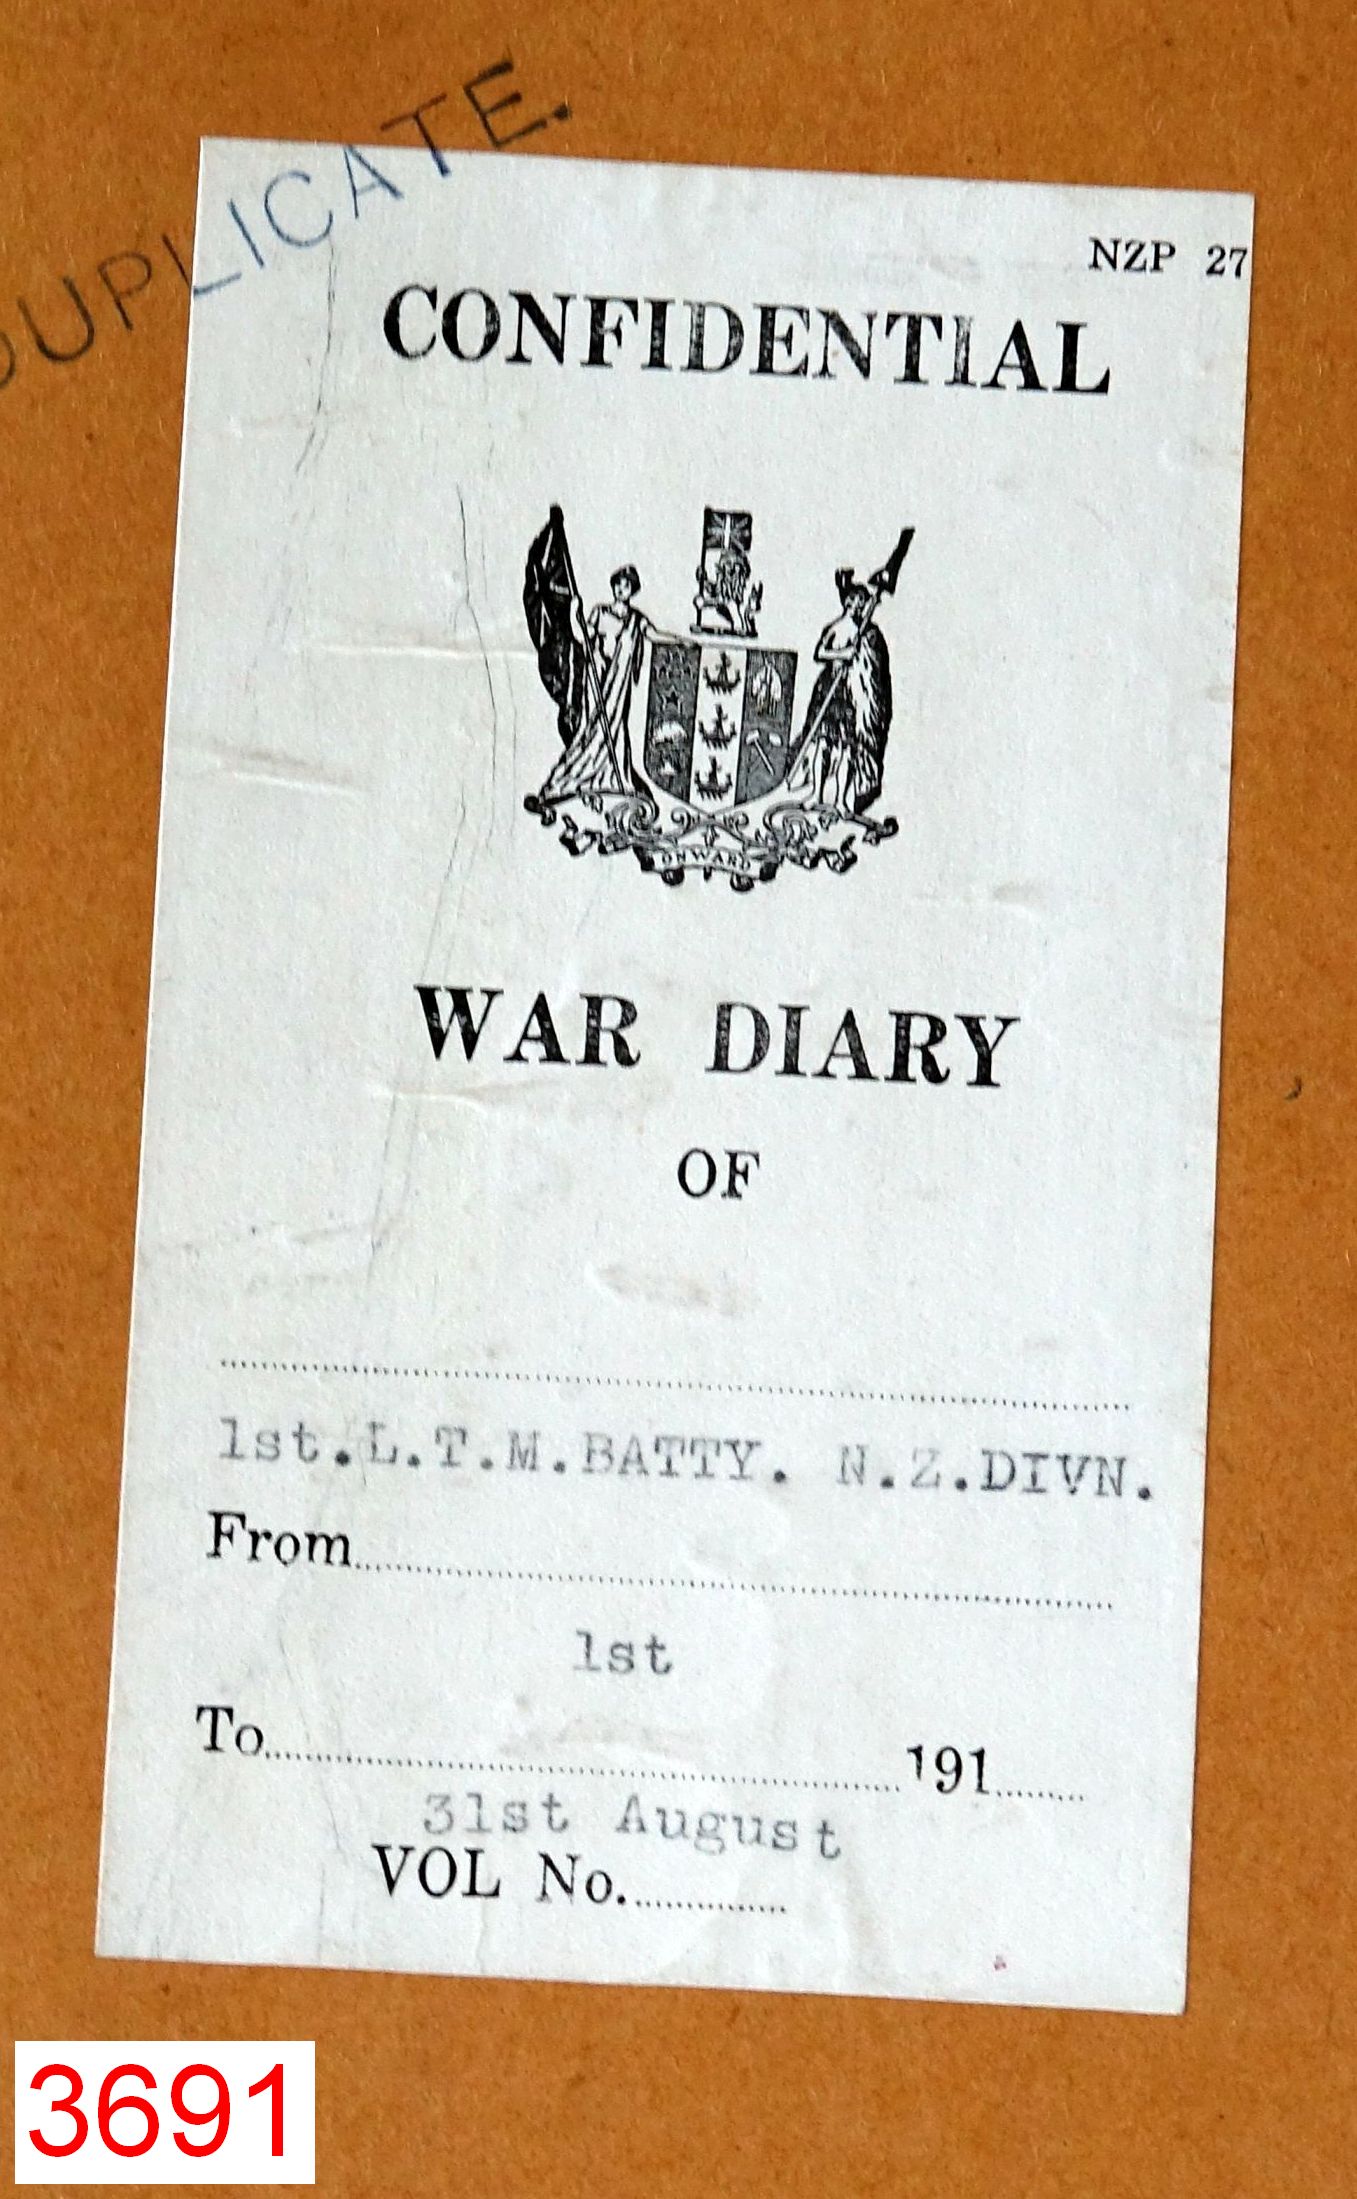 DUPLICATE.
NZP 27
CONFIDENTIAL
ONWARD
WAR DIARY
OF
1st.L.T.M.BATTY. N.Z.DIVN.
From
1st
To 191
31st August
VOL No.
3691